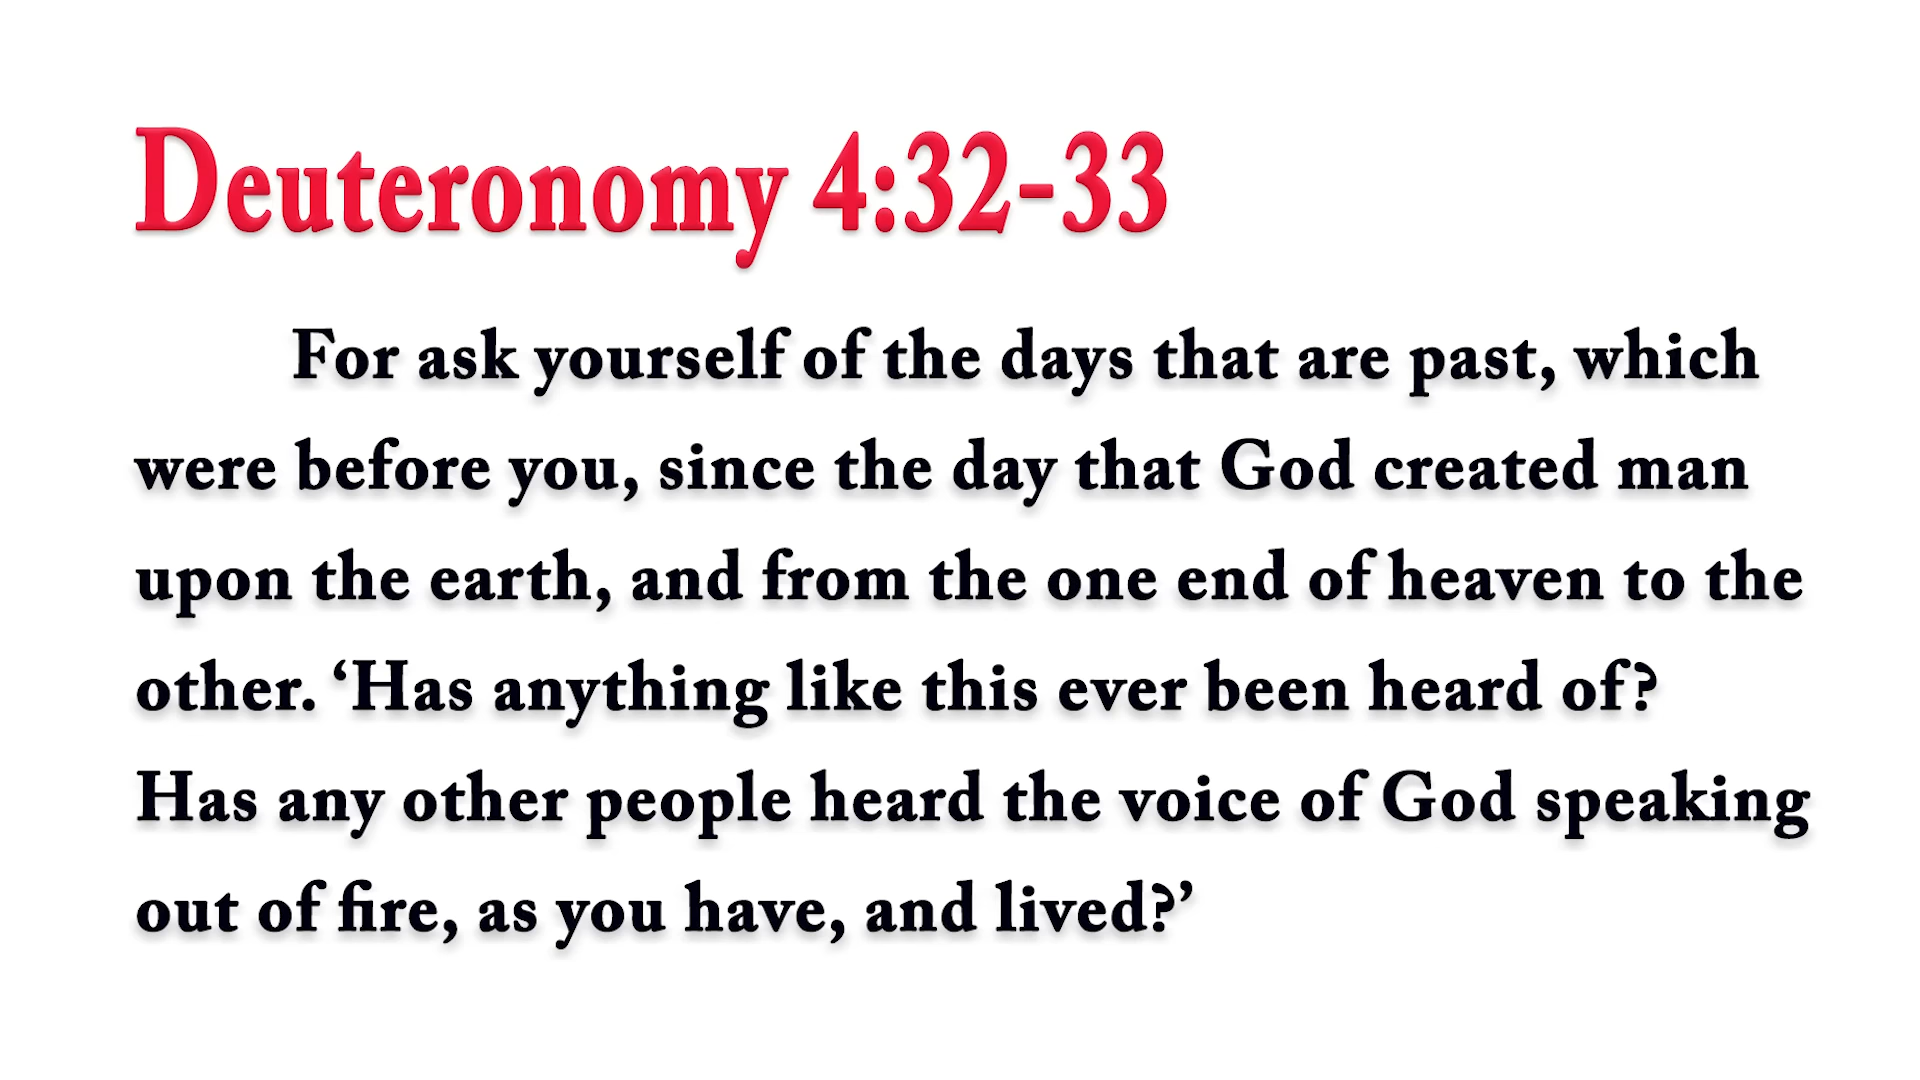 Deuteronomy 4:32-33
For ask yourself of the days that are past, which
were before you, since the day that God created man
upon the earth, and from the one end of heaven to the
other. ‘Has anything like this ever been heard of?
Has any other people heard the voice of God speaking
out of fire, as you have, and lived?’